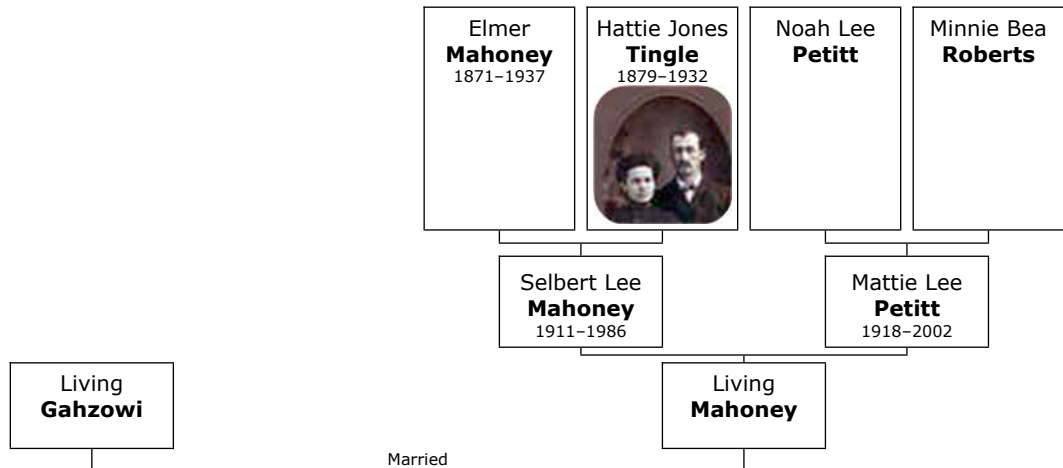 Elmer
Mahoney
1871–1937
Hattie Jones
Tingle
1879–1932
Noah Lee
Petitt
Minnie Bea
Roberts
Selbert Lee
Mahoney
1911–1986
Mattie Lee
Petitt
1918–2002
Living
Gahzowi
Living
Mahoney
Married